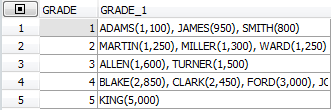 GRADE GRADE_1
1 1 ADAMS(1,100), JAMES(950), SMITH(800)
2 2 MARTIN(1,250), MILLER(1,300), WARD(1,250)
3 3 ALLEN(1,600), TURNER(1,500)
4 4 BLAKE(2,850), CLARK(2,450), FORD(3,000),
5 5 KING(5,000)